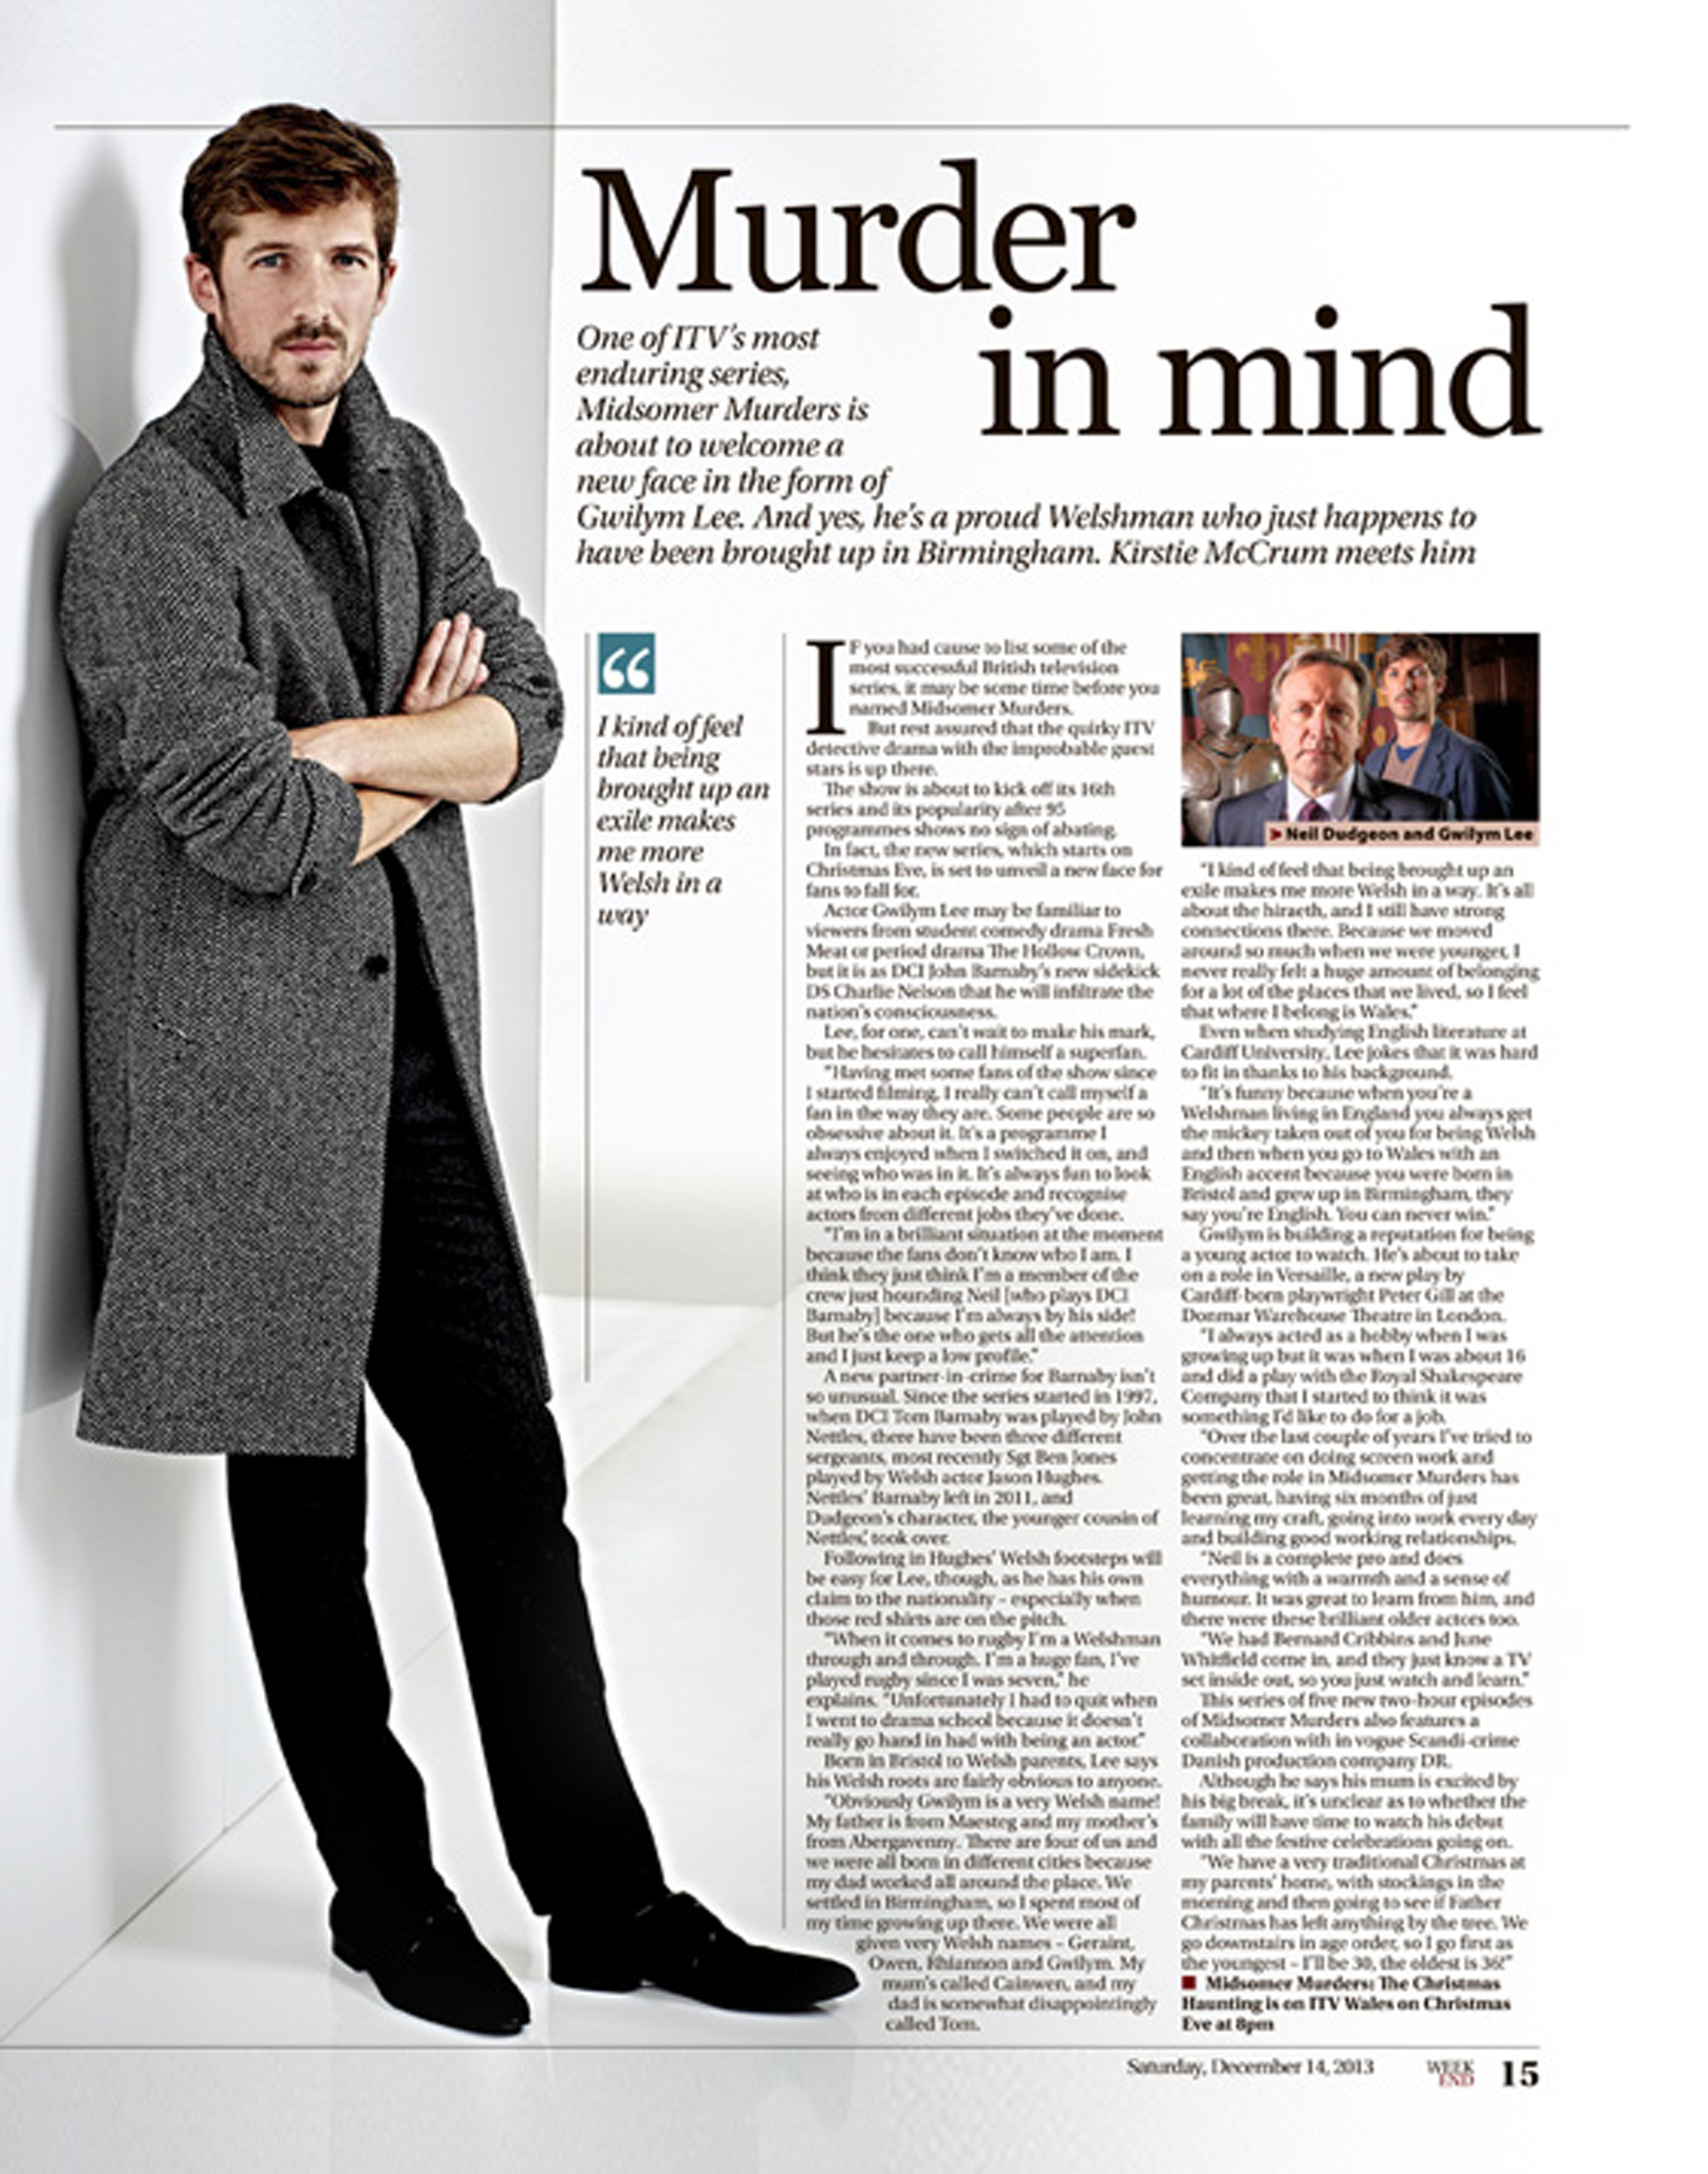 Murder
in mind
One of ITV's most
enduring series,
Midsomer Murders is
about to welcome a
new face in the form of
Gwilym Lee. And yes, he's a proud Welshman who just happens to
have been brought up in Birmingham. Kirstie McCrum meets him
“
I kind of feel
that being
brought up an
exile makes
me more
Welsh in a
way
IF you had cause to list some of the
most successful British television
series, it may be some time before you
named Midsomer Murders.
But rest assured that the quirky ITV
detective drama with the improbable guest
stars is up there.
The show is about to kick off its 16th
series and its popularity after 95
programmes shows no sign of abating.
In fact, the new series, which starts on
Christmas Eve, is set to unveil a new face for
fans to fall for.
Actor Gwilym Lee may be familiar to
viewers from student comedy drama Fresh
Meat or period drama The Hollow Crown,
but it is as DCI John Barnaby's new sidekick
DS Charlie Nelson that he will infiltrate the
nation's consciousness.
Lee, for one, can't wait to make his mark,
but he hesitates to call himself a superfan.
"Having met some fans of the show since
I started filming, I really can't call myself a
fan in the way they are. Some people are so
obsessive about it. It's a programme I
always enjoyed when I switched it on, and
seeing who was in it. It's always fun to look
at who is in each episode and recognise
actors from different jobs they've done.
"I'm in a brilliant situation at the moment
because the fans don't know who I am. I
think they just think I'm a member of the
crew just hounding Neil [who plays DCI
Barnaby] because I'm always by his side!
But he's the one who gets all the attention
and I just keep a low profile."
A new partner-in-crime for Barnaby isn't
so unusual. Since the series started in 1997,
when DCI Tom Barnaby was played by John
Nettles, there have been three different
sergeants, most recently Sgt Ben Jones
played by Welsh actor Jason Hughes.
Nettles' Barnaby left in 2011, and
Dudgeon's character, the younger cousin of
Nettles', took over.
Following in Hughes' Welsh footsteps will
be easy for Lee, though, as he has his own
claim to the nationality – especially when
those red shirts are on the pitch.
"When it comes to rugby I'm a Welshman
through and through. I'm a huge fan, I've
played rugby since I was seven," he
explains. "Unfortunately I had to quit when
I went to drama school because it doesn't
really go hand in had with being an actor."
Born in Bristol to Welsh parents, Lee says
his Welsh roots are fairly obvious to anyone.
"Obviously Gwilym is a very Welsh name!
My father is from Maesteg and my mother's
from Abergavenny. There are four of us and
we were all born in different cities because
my dad worked all around the place. We
settled in Birmingham, so I spent most of
my time growing up there. We were all
given very Welsh names – Geraint,
Owen, Rhiannon and Gwilym. My
mum's called Cainwen, and my
dad is somewhat disappointingly
called Tom.
➤ Neil Dudgeon and Gwilym Lee
"I kind of feel that being brought up an
exile makes me more Welsh in a way. It's all
about the hiraeth, and I still have strong
connections there. Because we moved
around so much when we were younger, I
never really felt a huge amount of belonging
for a lot of the places that we lived, so I feel
that where I belong is Wales."
Even when studying English literature at
Cardiff University, Lee jokes that it was hard
to fit in thanks to his background.
"It's funny because when you're a
Welshman living in England you always get
the mickey taken out of you for being Welsh
and then when you go to Wales with an
English accent because you were born in
Bristol and grew up in Birmingham, they
say you're English. You can never win."
Gwilym is building a reputation for being
a young actor to watch. He's about to take
on a role in Versaille, a new play by
Cardiff-born playwright Peter Gill at the
Donmar Warehouse Theatre in London.
"I always acted as a hobby when I was
growing up but it was when I was about 16
and did a play with the Royal Shakespeare
Company that I started to think it was
something I'd like to do for a job.
"Over the last couple of years I've tried to
concentrate on doing screen work and
getting the role in Midsomer Murders has
been great, having six months of just
learning my craft, going into work every day
and building good working relationships.
"Neil is a complete pro and does
everything with a warmth and a sense of
humour. It was great to learn from him, and
there were these brilliant older actors too.
"We had Bernard Cribbins and June
Whitfield come in, and they just know a TV
set inside out, so you just watch and learn."
This series of five new two-hour episodes
of Midsomer Murders also features a
collaboration with in vogue Scandi-crime
Danish production company DR.
Although he says his mum is excited by
his big break, it's unclear as to whether the
family will have time to watch his debut
with all the festive celebrations going on.
"We have a very traditional Christmas at
my parents' home, with stockings in the
morning and then going to see if Father
Christmas has left anything by the tree. We
go downstairs in age order, so I go first as
the youngest – I'll be 30, the oldest is 36!"
■ Midsomer Murders: The Christmas
Haunting is on ITV Wales on Christmas
Eve at 8pm
Saturday, December 14, 2013 WEEK END 15